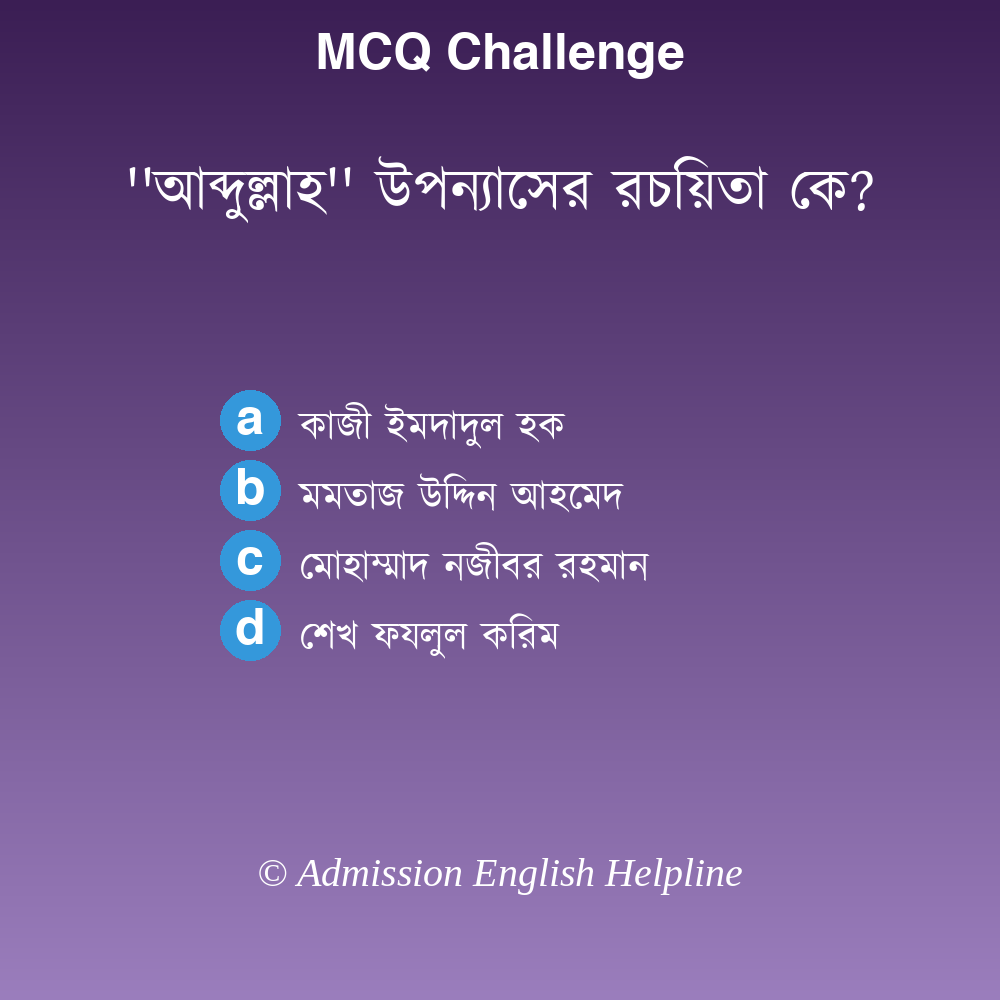 MCQ Challenge
''আব্দুল্লাহ'' উপন্যাসের রচয়িতা কে?
a কাজী ইমদাদুল হক
b মমতাজ উদ্দিন আহমেদ
c মোহাম্মাদ নজীবর রহমান
d শেখ ফযলুল করিম
© Admission English Helpline